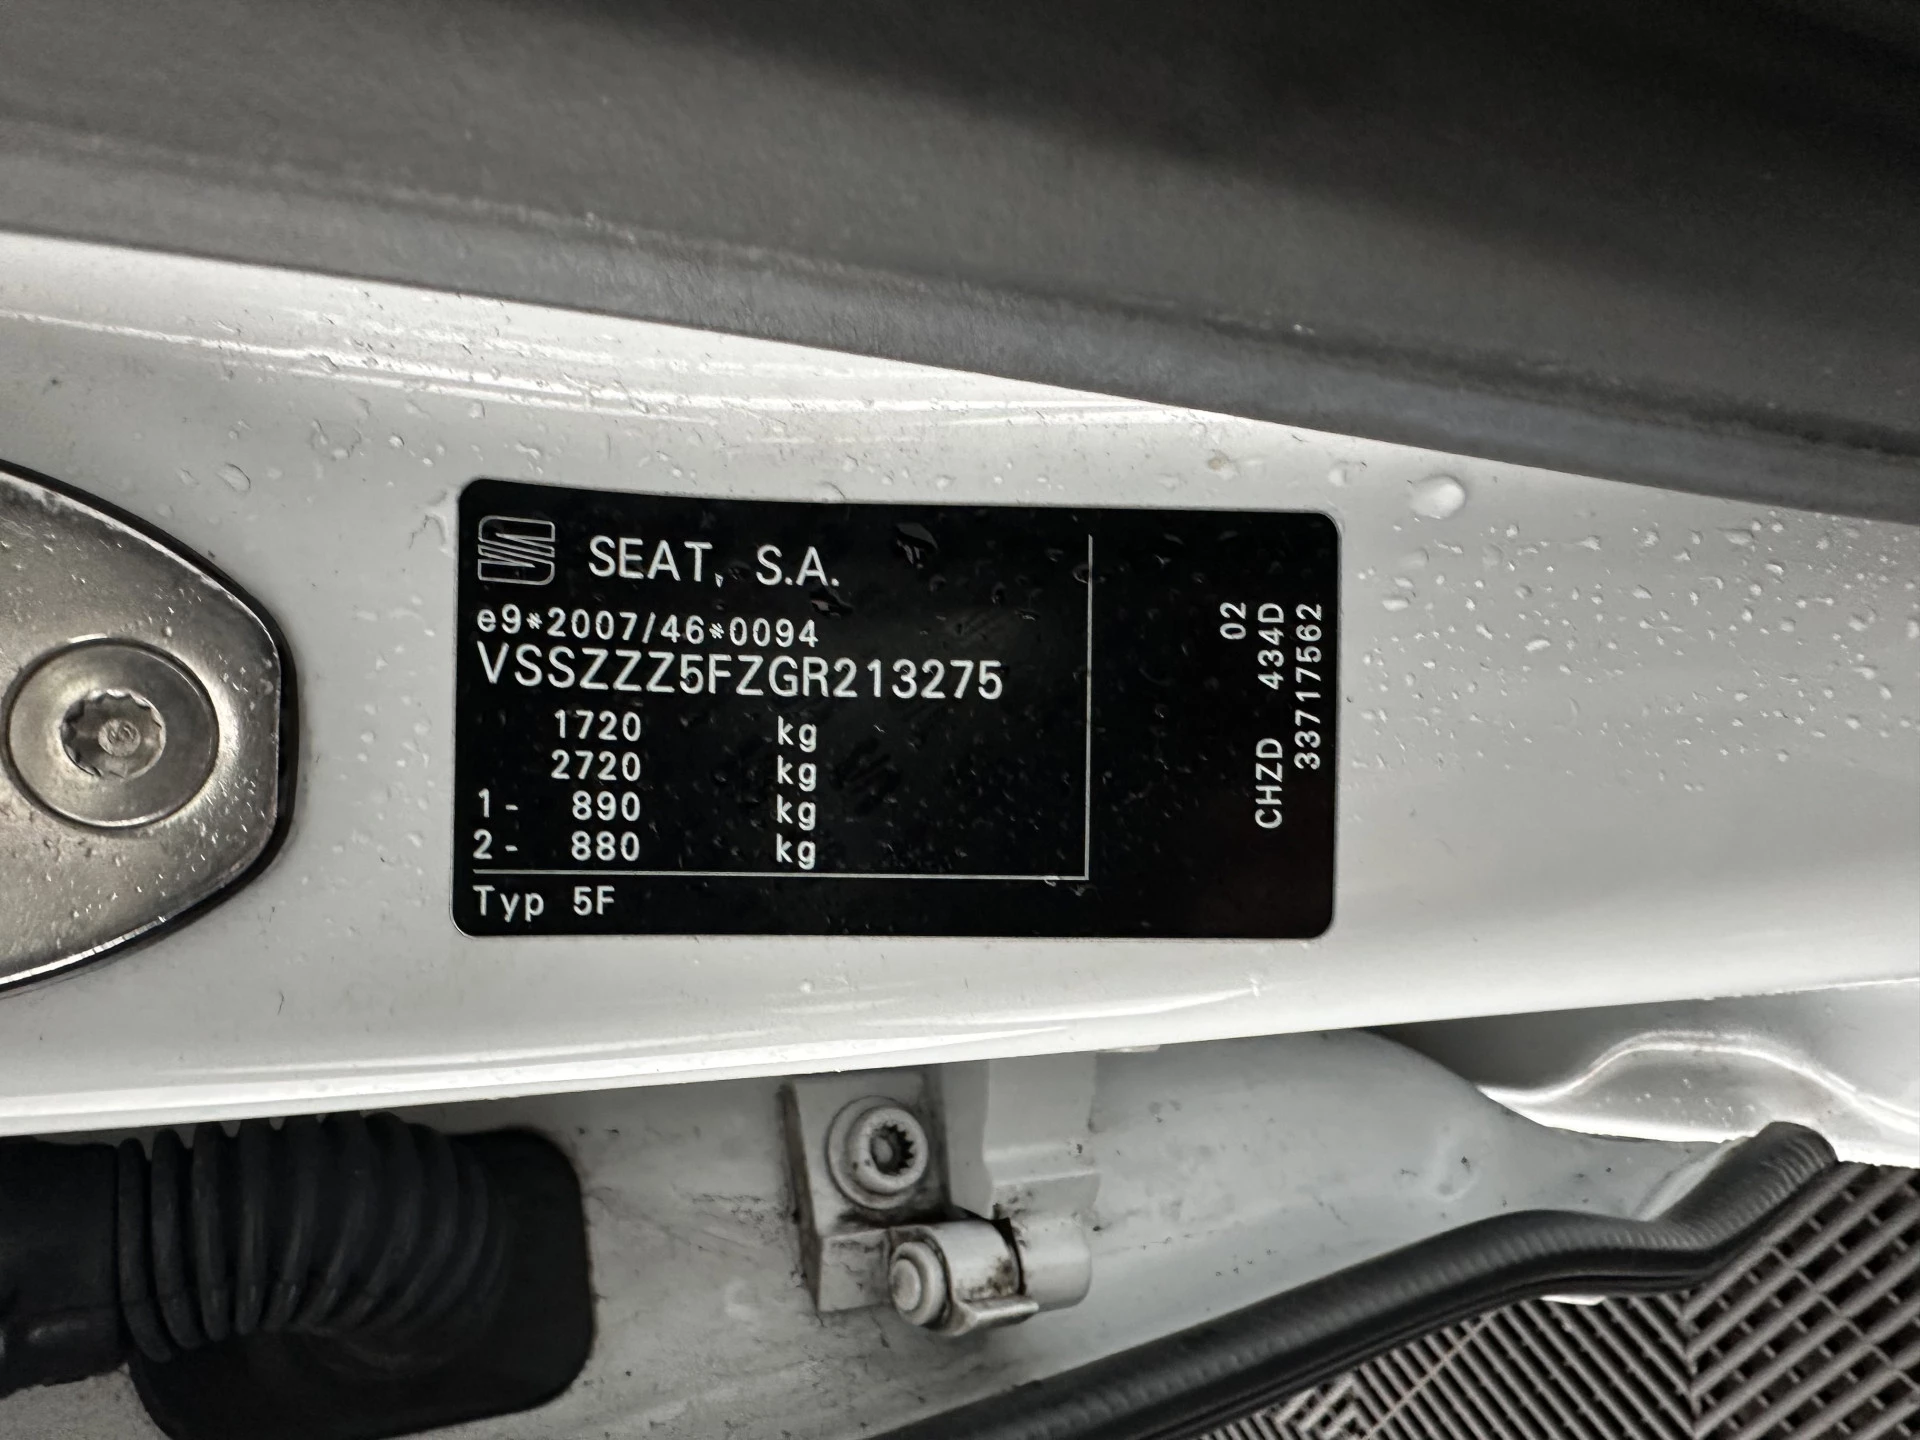 SEAT, S.A.
e9*2007/46*0094
VSSZZZ5FZGR213275
1720 kg
2720 kg
1- 890 kg
2- 880 kg
Typ 5F
02
CHZD 434D
33717562